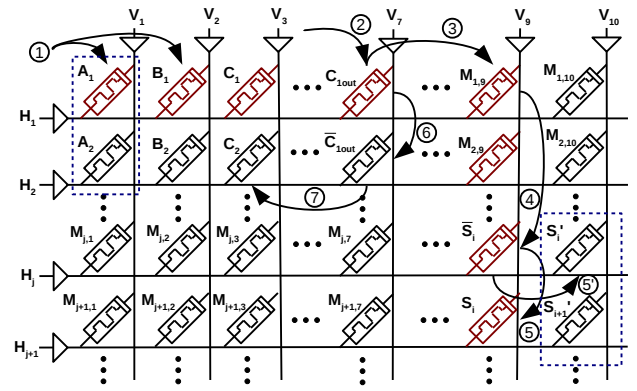 V1 V2 V3 ② V7 V9 V10
① ③
A1 B1 C1 ••• C1out ••• M1,9 M1,10
H1
A2 B2 C2 ••• C̅1out ⑥ ••• M2,9 M2,10
H2
⑦ ④
Mj,1 Mj,2 Mj,3 ••• Mj,7 ••• S̅i Si'
Hj
⑤'
Mj+1,1 Mj+1,2 Mj+1,3 ••• Mj+1,7 ••• Si ⑤ Si+1'
Hj+1